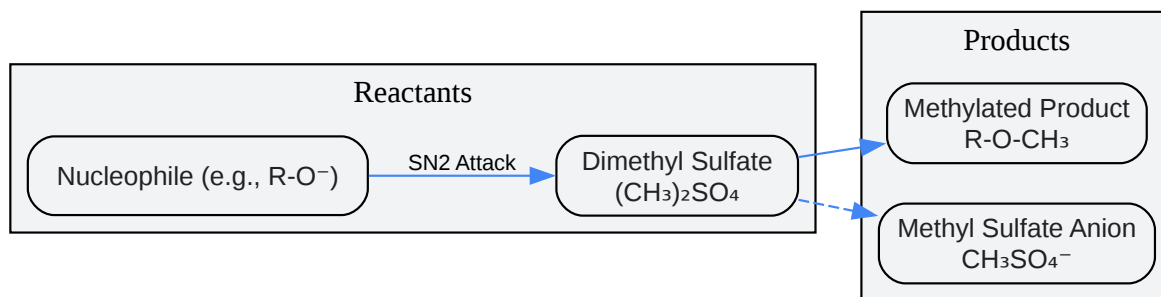 Reactants
Nucleophile (e.g., R-O⁻)
SN2 Attack
Dimethyl Sulfate
(CH₃)₂SO₄
Products
Methylated Product
R-O-CH₃
Methyl Sulfate Anion
CH₃SO₄⁻